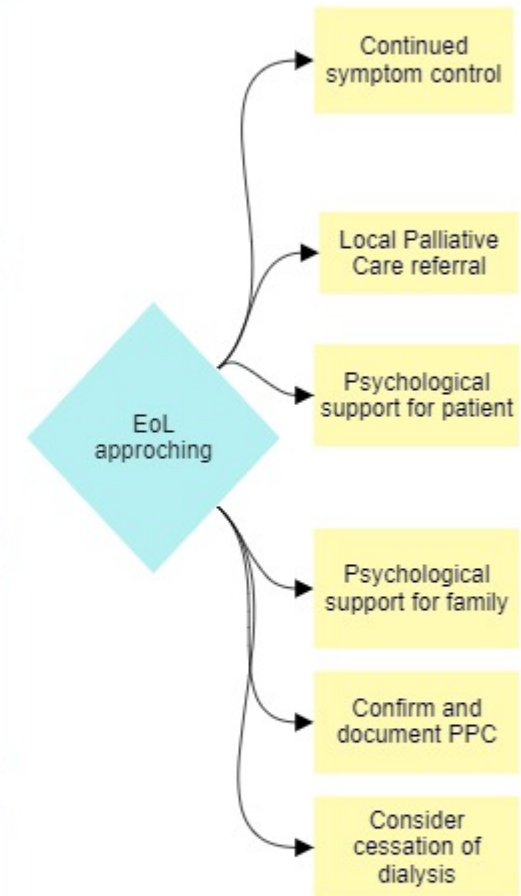 Continued
symptom control
Local Palliative
Care referral
Psychological
support for patient
EoL
approching
Psychological
support for family
Confirm and
document PPC
Consider
cessation of
dialysis